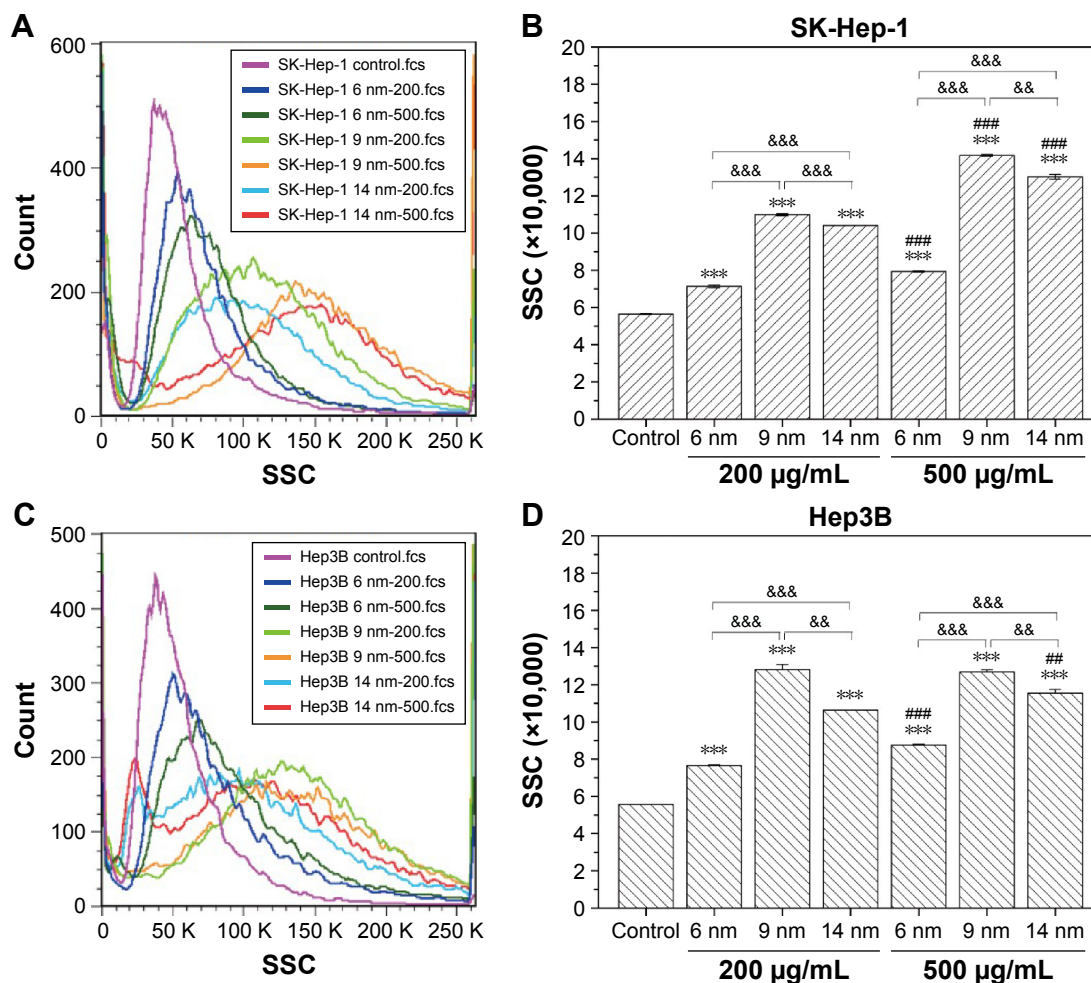 A
600
400
200
0
Count
SK-Hep-1 control.fcs
SK-Hep-1 6 nm-200.fcs
SK-Hep-1 6 nm-500.fcs
SK-Hep-1 9 nm-200.fcs
SK-Hep-1 9 nm-500.fcs
SK-Hep-1 14 nm-200.fcs
SK-Hep-1 14 nm-500.fcs
0 50 K 100 K 150 K 200 K 250 K
SSC
B
SK-Hep-1
20
18
16
14
12
10
8
6
4
2
0
SSC (×10,000)
&&&
&&& &&
###
***
###
***
&&&
&&& &&&
*** ***
###
***
***
Control 6 nm 9 nm 14 nm 6 nm 9 nm 14 nm
200 µg/mL 500 µg/mL
C
500
400
300
200
100
0
Count
Hep3B control.fcs
Hep3B 6 nm-200.fcs
Hep3B 6 nm-500.fcs
Hep3B 9 nm-200.fcs
Hep3B 9 nm-500.fcs
Hep3B 14 nm-200.fcs
Hep3B 14 nm-500.fcs
0 50 K 100 K 150 K 200 K 250 K
SSC
D
Hep3B
20
18
16
14
12
10
8
6
4
2
0
SSC (×10,000)
&&& &&&
&&& && &&& &&
*** *** ##
*** ***
###
*** ***
Control 6 nm 9 nm 14 nm 6 nm 9 nm 14 nm
200 µg/mL 500 µg/mL